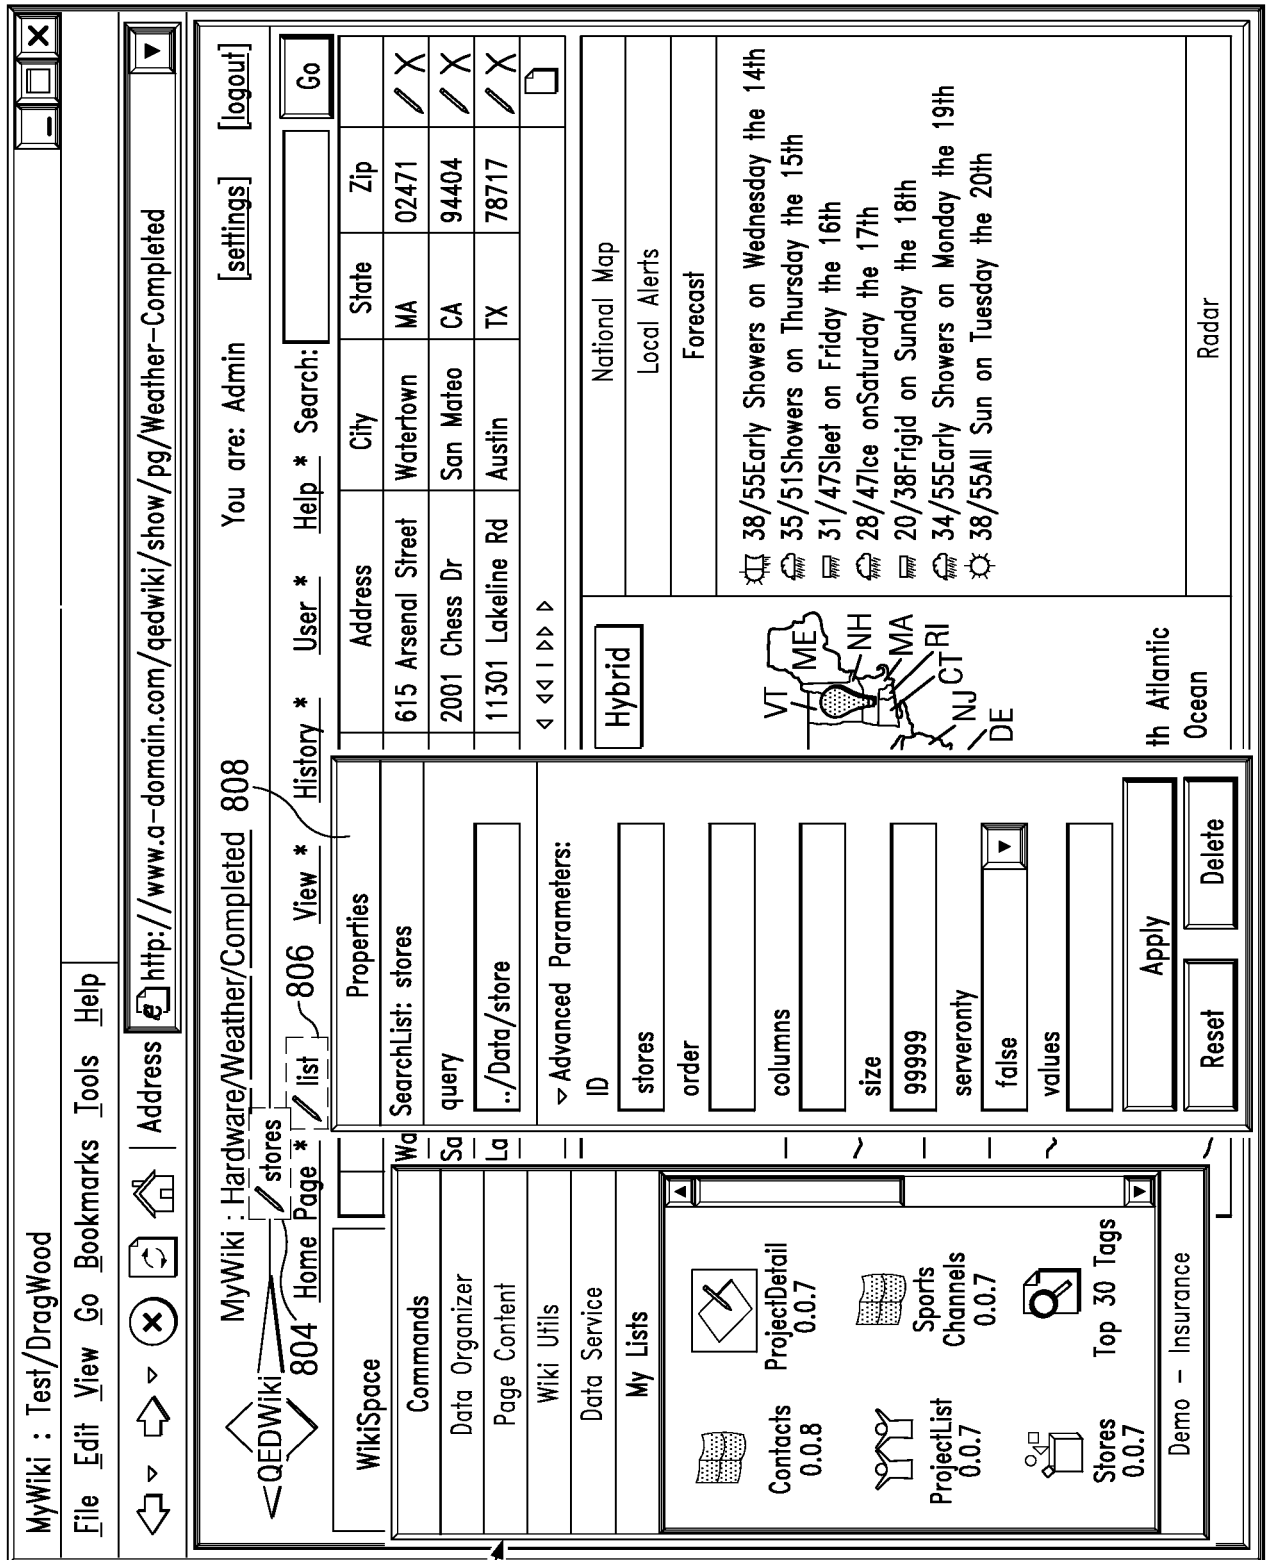 MyWiki : Test/DragWood
File Edit View Go Bookmarks Tools Help
Address http://www.a-domain.com/qedwiki/show/pg/Weather-Completed
<QEDWiki
MyWiki : Hardware/Weather/Completed 808 You are: Admin [settings] [logout]
stores
804 Home Page * list 806 View * History * User * Help * Search: Go
WikiSpace
Address City State Zip
Wa 615 Arsenal Street Watertown MA 02471
Sa 2001 Chess Dr San Mateo CA 94404
La 11301 Lakeline Rd Austin TX 78717
Commands
Data Organizer
Page Content
Wiki Utils
Data Service
My Lists
Contacts
0.0.8
ProjectDetail
0.0.7
ProjectList
0.0.7
Sports
Channels
0.0.7
Stores
0.0.7
Top 30 Tags
Demo – Insurance
Properties
SearchList: stores
query
../Data/store
Advanced Parameters:
ID
stores
order
columns
size
99999
serveronty
false
values
Apply
Reset Delete
Hybrid
VT
ME
NH
MA
RI
CT
NJ
DE
th Atlantic
Ocean
National Map
Local Alerts
Forecast
38/55Early Showers on Wednesday the 14th
35/51Showers on Thursday the 15th
31/47Sleet on Friday the 16th
28/47Ice onSaturday the 17th
20/38Frigid on Sunday the 18th
34/55Early Showers on Monday the 19th
38/55All Sun on Tuesday the 20th
Radar